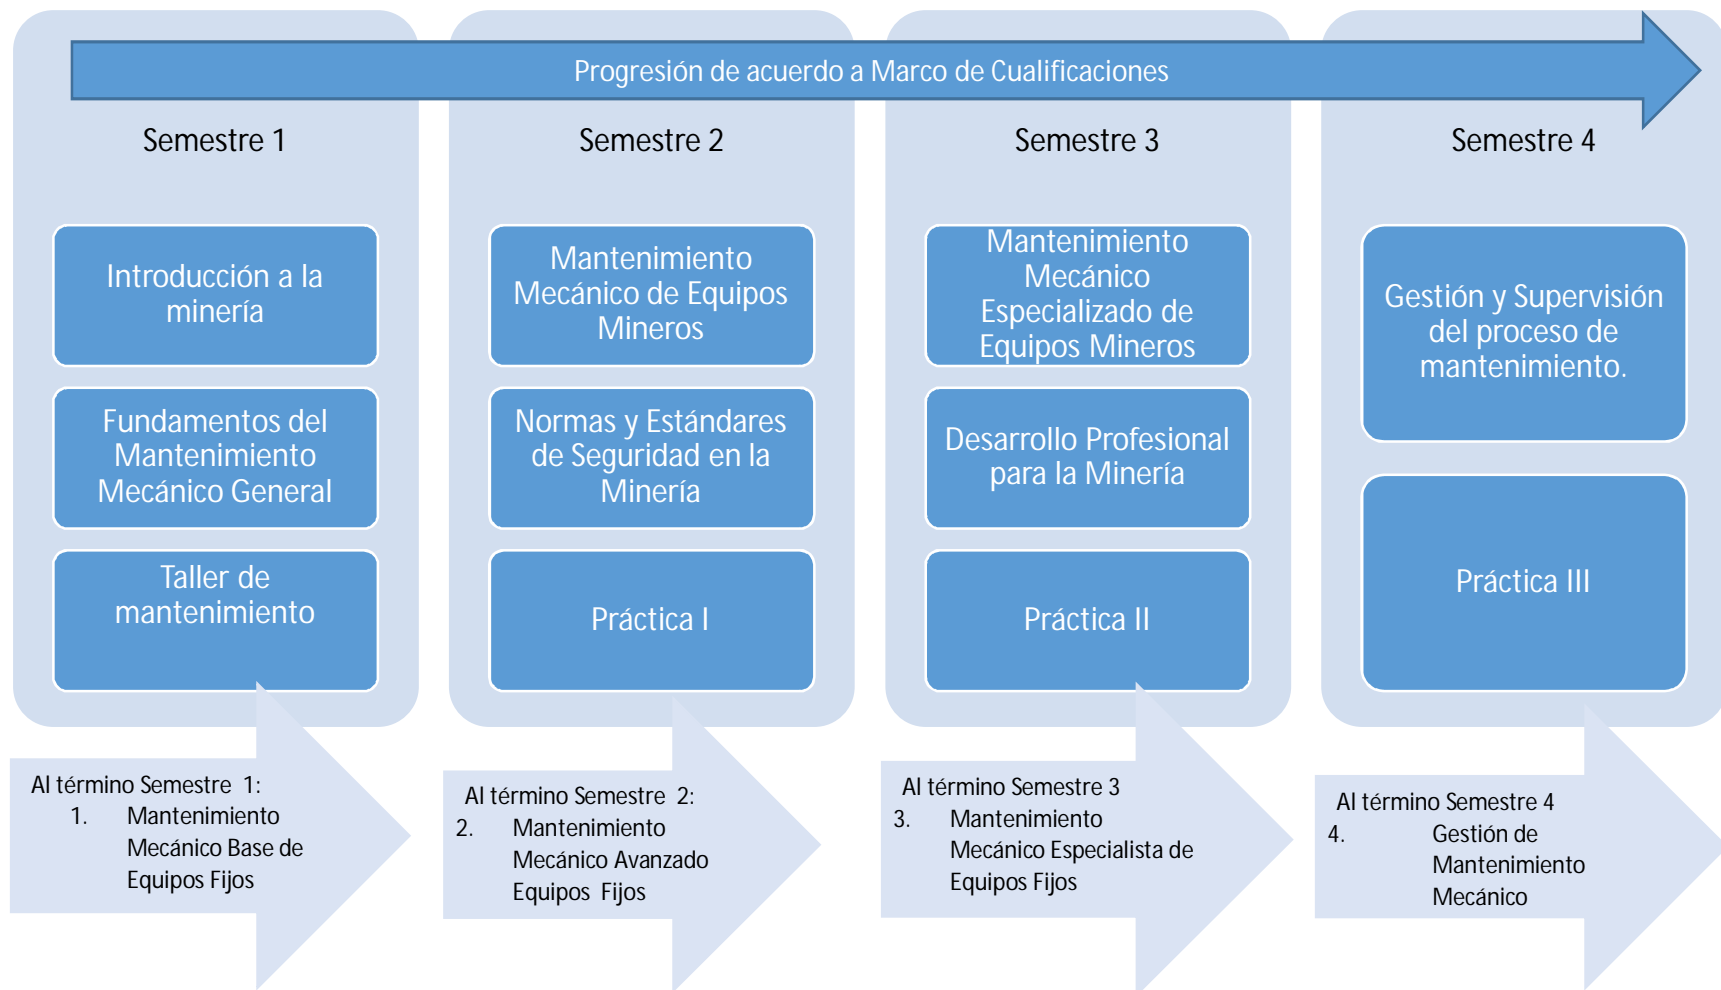 Progresión de acuerdo a Marco de Cualificaciones
Semestre 1
Introducción a la
minería
Fundamentos del
Mantenimiento
Mecánico General
Taller de
mantenimiento
Semestre 2
Mantenimiento
Mecánico de Equipos
Mineros
Normas y Estándares
de Seguridad en la
Minería
Práctica I
Semestre 3
Mantenimiento
Mecánico
Especializado de
Equipos Mineros
Desarrollo Profesional
para la Minería
Práctica II
Semestre 4
Gestión y Supervisión
del proceso de
mantenimiento.
Práctica III
Al término Semestre 1:
1. Mantenimiento
Mecánico Base de
Equipos Fijos
Al término Semestre 2:
2. Mantenimiento
Mecánico Avanzado
Equipos Fijos
Al término Semestre 3
3. Mantenimiento
Mecánico Especialista de
Equipos Fijos
Al término Semestre 4
4. Gestión de
Mantenimiento
Mecánico